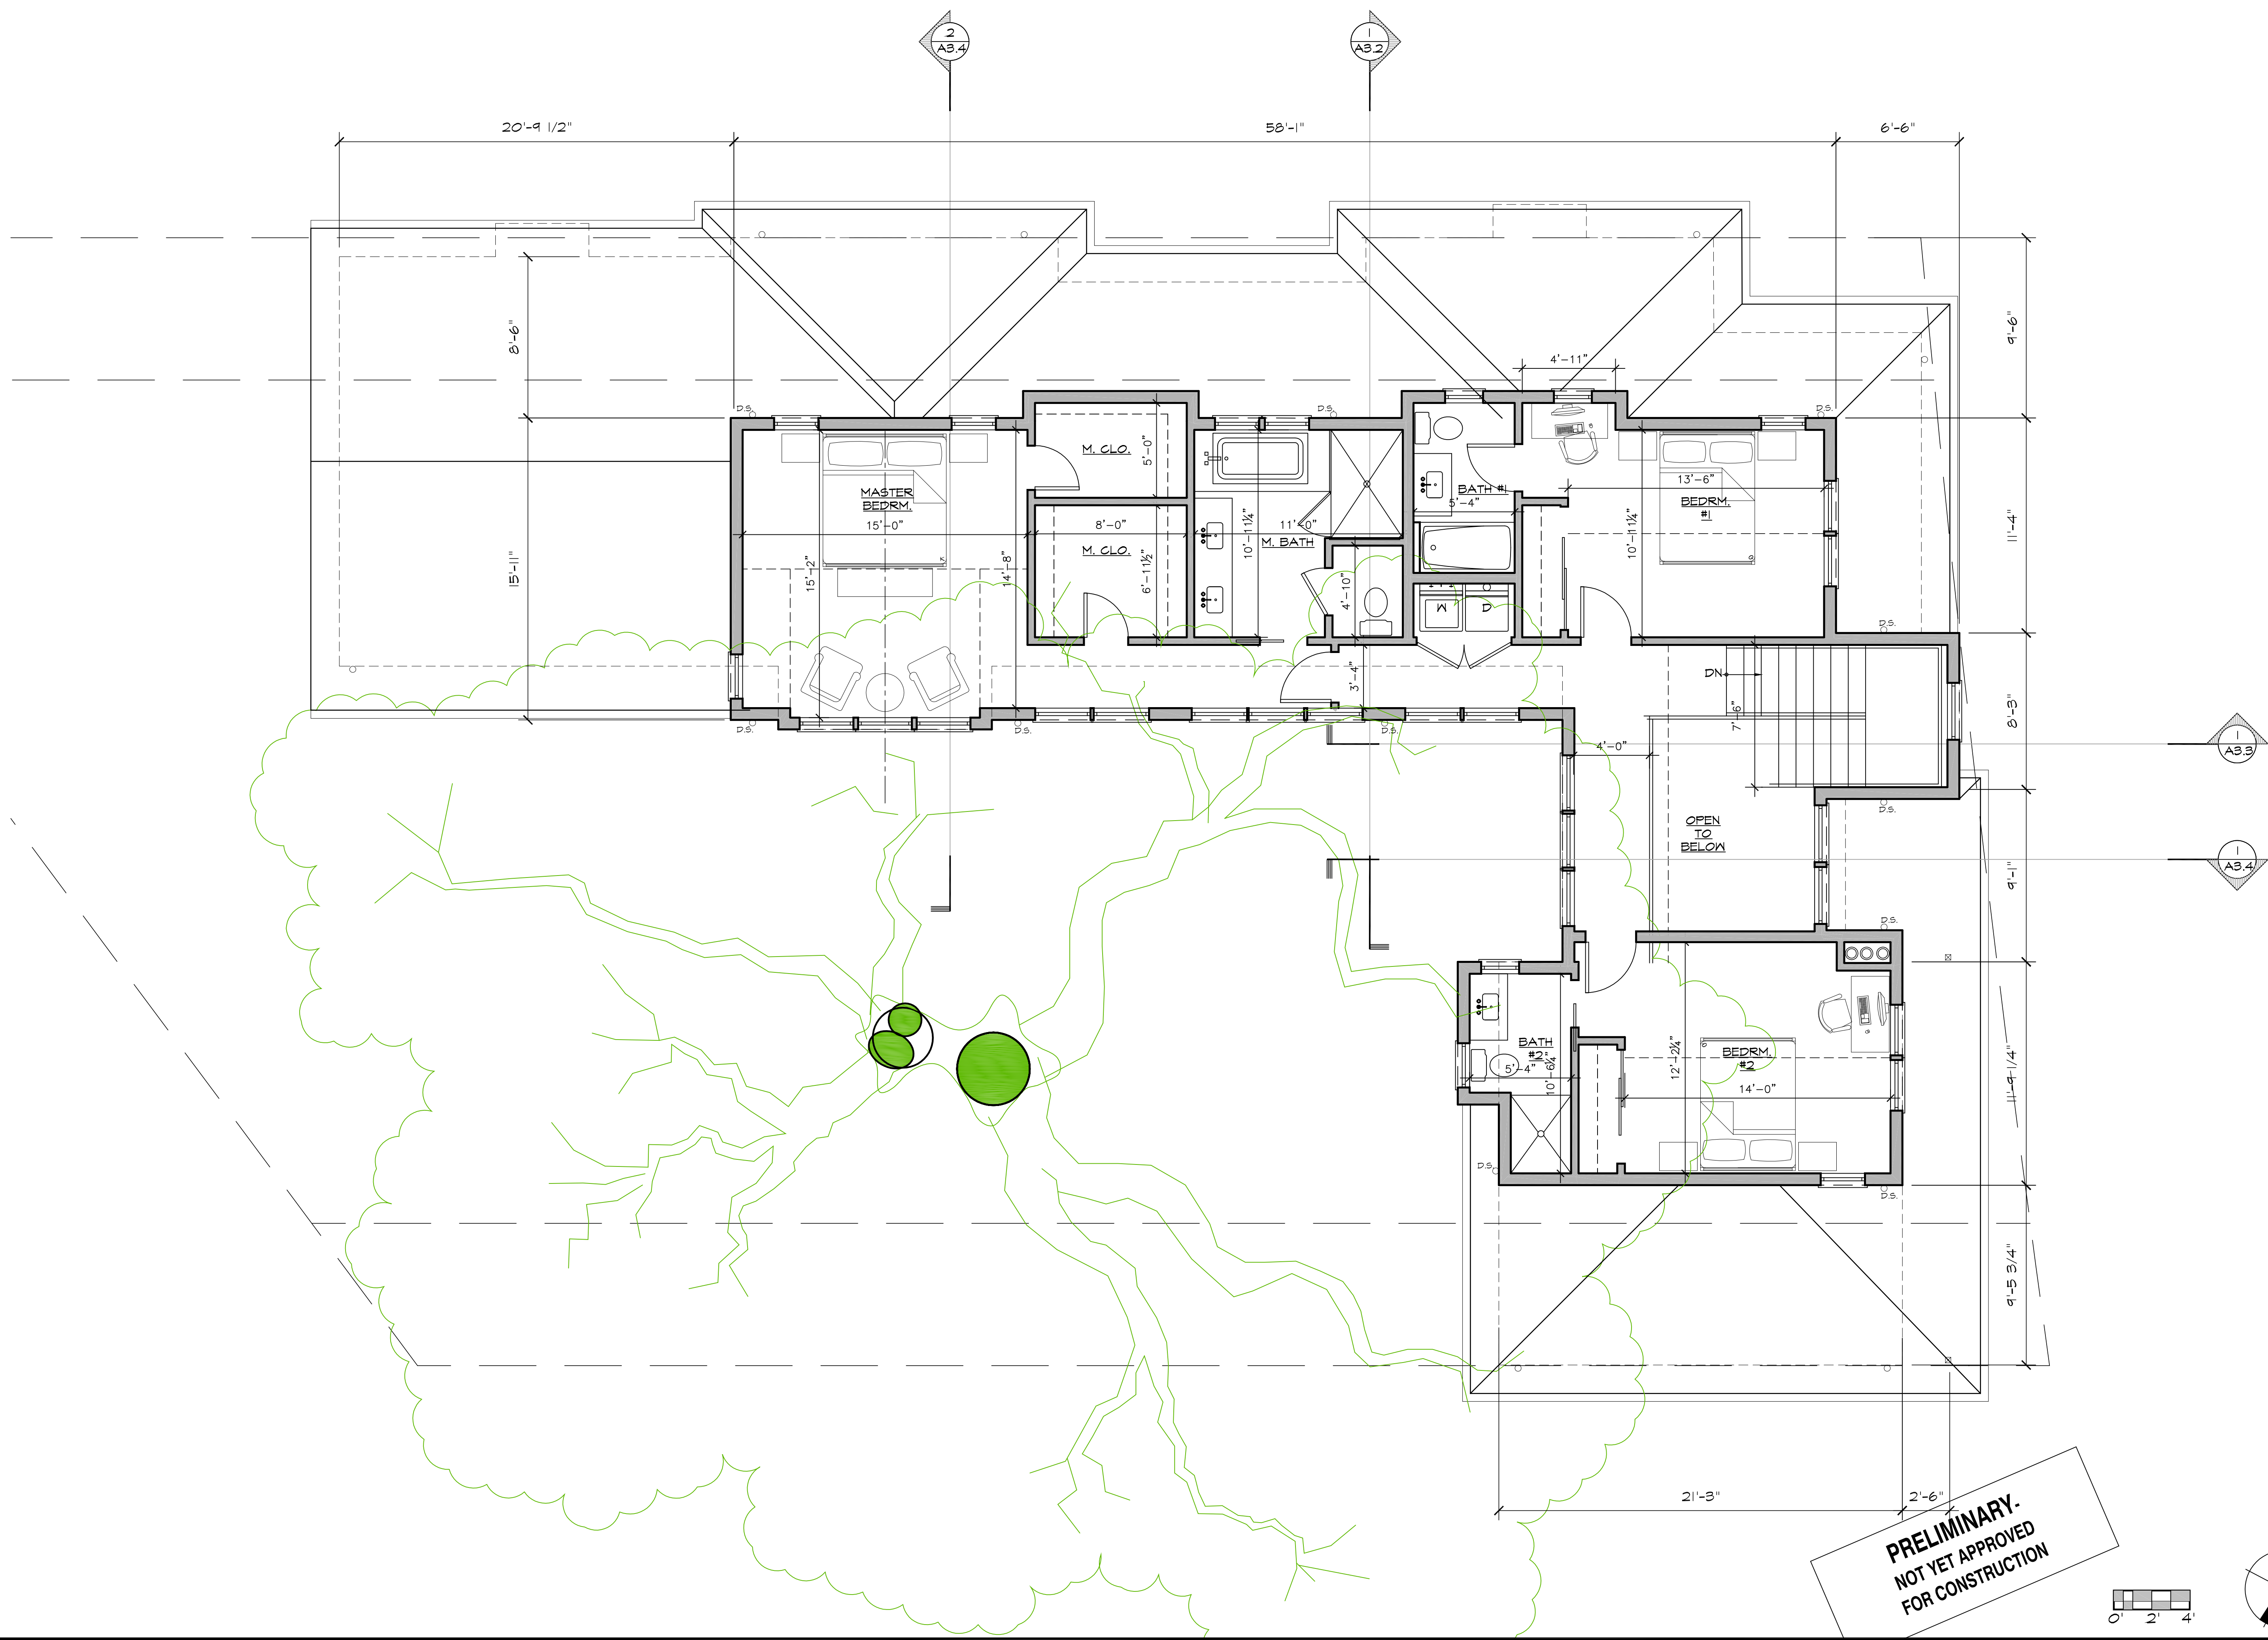 2
A3.4
1
A3.2
20'-9 1/2"
58'-1"
6'-6"
8'-6"
15'-11"
9'-6"
11'-4"
8'-3"
9'-1"
11'-9 1/4"
9'-5 3/4"
4'-11"
D.S.
D.S.
D.S.
M. CLO.
5'-0"
MASTER
BEDRM.
15'-0"
15'-2"
14'-8"
8'-0"
M. CLO.
6'-11½"
10'-11¼"
11'-0"
M. BATH
4'-10"
BATH #1
5'-4"
13'-6"
BEDRM.
#1
10'-11¼"
W
D
D.S.
3'-4"
DN
7'-6"
D.S.
D.S.
D.S.
4'-0"
1
A3.3
D.S.
OPEN
TO
BELOW
1
A3.4
D.S.
BATH
#2
5'-4"
10'-6¼"
12'-2¼"
BEDRM.
#2
14'-0"
D.S.
D.S.
21'-3"
2'-6"
PRELIMINARY-
NOT YET APPROVED
FOR CONSTRUCTION
0' 2' 4'